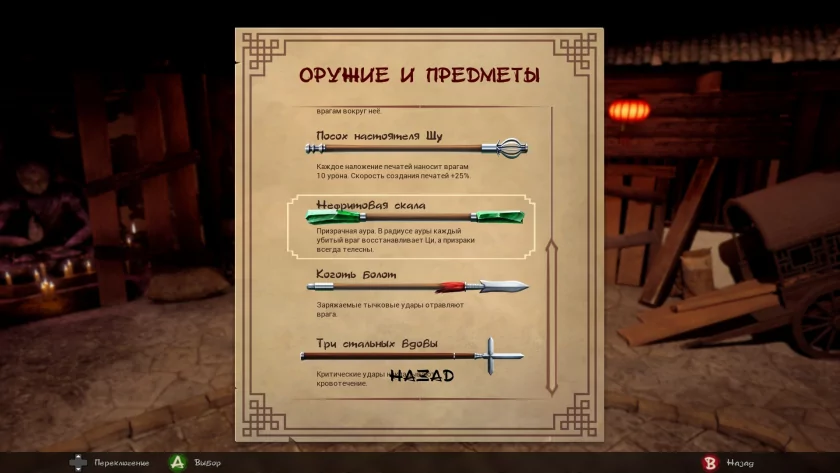 ОРУЖИЕ И ПРЕДМЕТЫ
врагам вокруг неё.
Посох настоятеля Шу
Каждое наложение печатей наносит врагам
10 урона. Скорость создания печатей +25%.
Нефритовая скала
Призрачная аура. В радиусе ауры каждый
убитый враг восстанавливает Ци, а призраки
всегда телесны.
Коготь болот
Заряжаемые тычковые удары отравляют
врага.
Три стальных вдовы
Критические удары
кровотечение.
НАЗАД
Переключение
A Выбор
B Назад